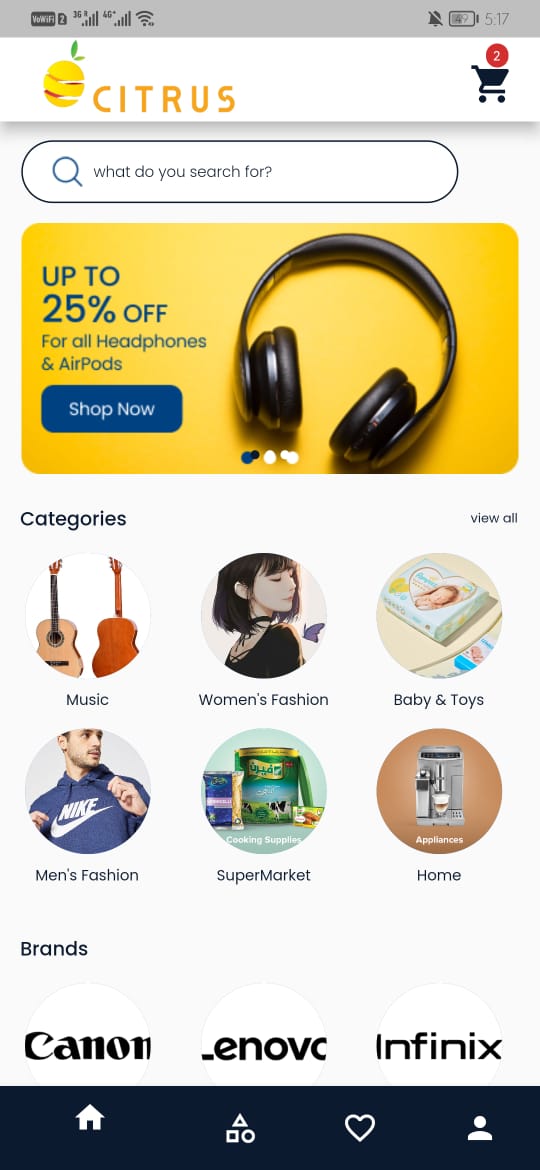 VoWiFi 2 3G R 4G+ 49 5:17
CITRUS
2
what do you search for?
UP TO
25% OFF
For all Headphones
& AirPods
Shop Now
Categories
view all
Music
Women's Fashion
Baby & Toys
NIKE
Cooking Supplies
Appliances
Men's Fashion
SuperMarket
Home
Brands
Canon
Lenovo
Infinix